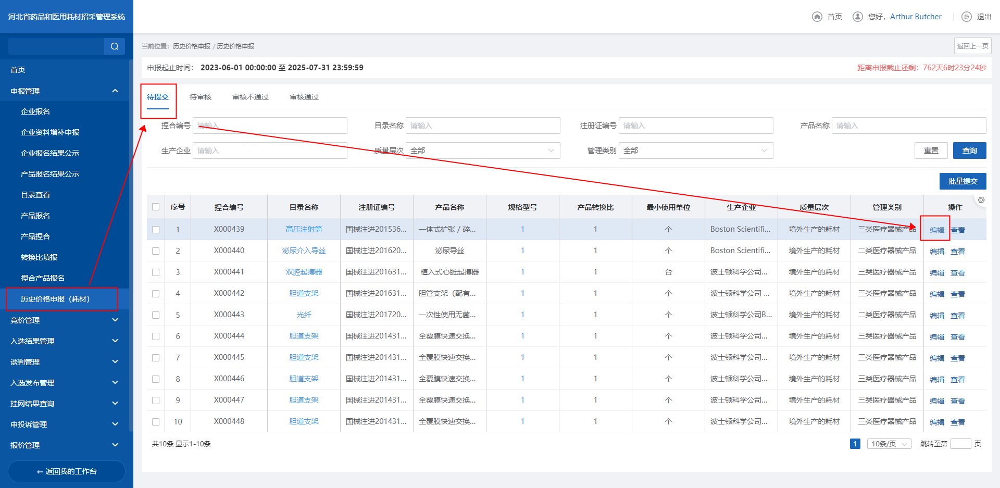 河北省药品和医用耗材招采管理系统
首页 您好，Arthur Butcher 退出
当前位置：历史价格申报 / 历史价格申报 返回上一页
申报起止时间： 2023-06-01 00:00:00 至 2025-07-31 23:59:59 距离申报截止还剩：762天6时23分24秒
首页
申报管理
企业报名
企业资料增补申报
企业报名结果公示
产品报名结果公示
目录查看
产品报名
产品捏合
转换比填报
捏合产品报名
历史价格申报（耗材）
竞价管理
入选结果管理
谈判管理
入选发布管理
挂网结果查询
申投诉管理
报价管理
返回我的工作台
待提交 待审核 审核不通过 审核通过
捏合编号 请输入 目录名称 请输入 注册证编号 请输入 产品名称 请输入
生产企业 请输入 质量层次 全部 管理类别 全部 重置 查询
批量提交
序号 捏合编号 目录名称 注册证编号 产品名称 规格型号 产品转换比 最小使用单位 生产企业 质量层次 管理类别 操作
1 X000439 高压注射筒 国械注进201536... 一体式扩张 / 碎... 1 1 个 Boston Scientifi... 境外生产的耗材 三类医疗器械产品 编辑 查看
2 X000440 泌尿介入导丝 国械注进201620... 泌尿导丝 1 1 个 Boston Scientifi... 境外生产的耗材 二类医疗器械产品 编辑 查看
3 X000441 双腔起搏器 国械注进201631... 植入式心脏起搏器 1 1 台 波士顿科学公司... 境外生产的耗材 三类医疗器械产品 编辑 查看
4 X000442 胆道支架 国械注进201631... 胆管支架（配有... 1 1 个 波士顿科学公司 ... 境外生产的耗材 三类医疗器械产品 编辑 查看
5 X000443 光纤 国械注进201720... 一次性使用无菌... 1 1 个 波士顿科学公司B... 境外生产的耗材 二类医疗器械产品 编辑 查看
6 X000444 胆道支架 国械注进201431... 全覆膜快速交换... 1 1 个 波士顿科学公司... 境外生产的耗材 三类医疗器械产品 编辑 查看
7 X000445 胆道支架 国械注进201431... 全覆膜快速交换... 1 1 个 波士顿科学公司... 境外生产的耗材 三类医疗器械产品 编辑 查看
8 X000446 胆道支架 国械注进201431... 全覆膜快速交换... 1 1 个 波士顿科学公司... 境外生产的耗材 三类医疗器械产品 编辑 查看
9 X000447 胆道支架 国械注进201431... 全覆膜快速交换... 1 1 个 波士顿科学公司... 境外生产的耗材 三类医疗器械产品 编辑 查看
10 X000448 胆道支架 国械注进201431... 全覆膜快速交换... 1 1 个 波士顿科学公司... 境外生产的耗材 三类医疗器械产品 编辑 查看
共10条 显示1-10条 1 10条/页 跳转至第 页